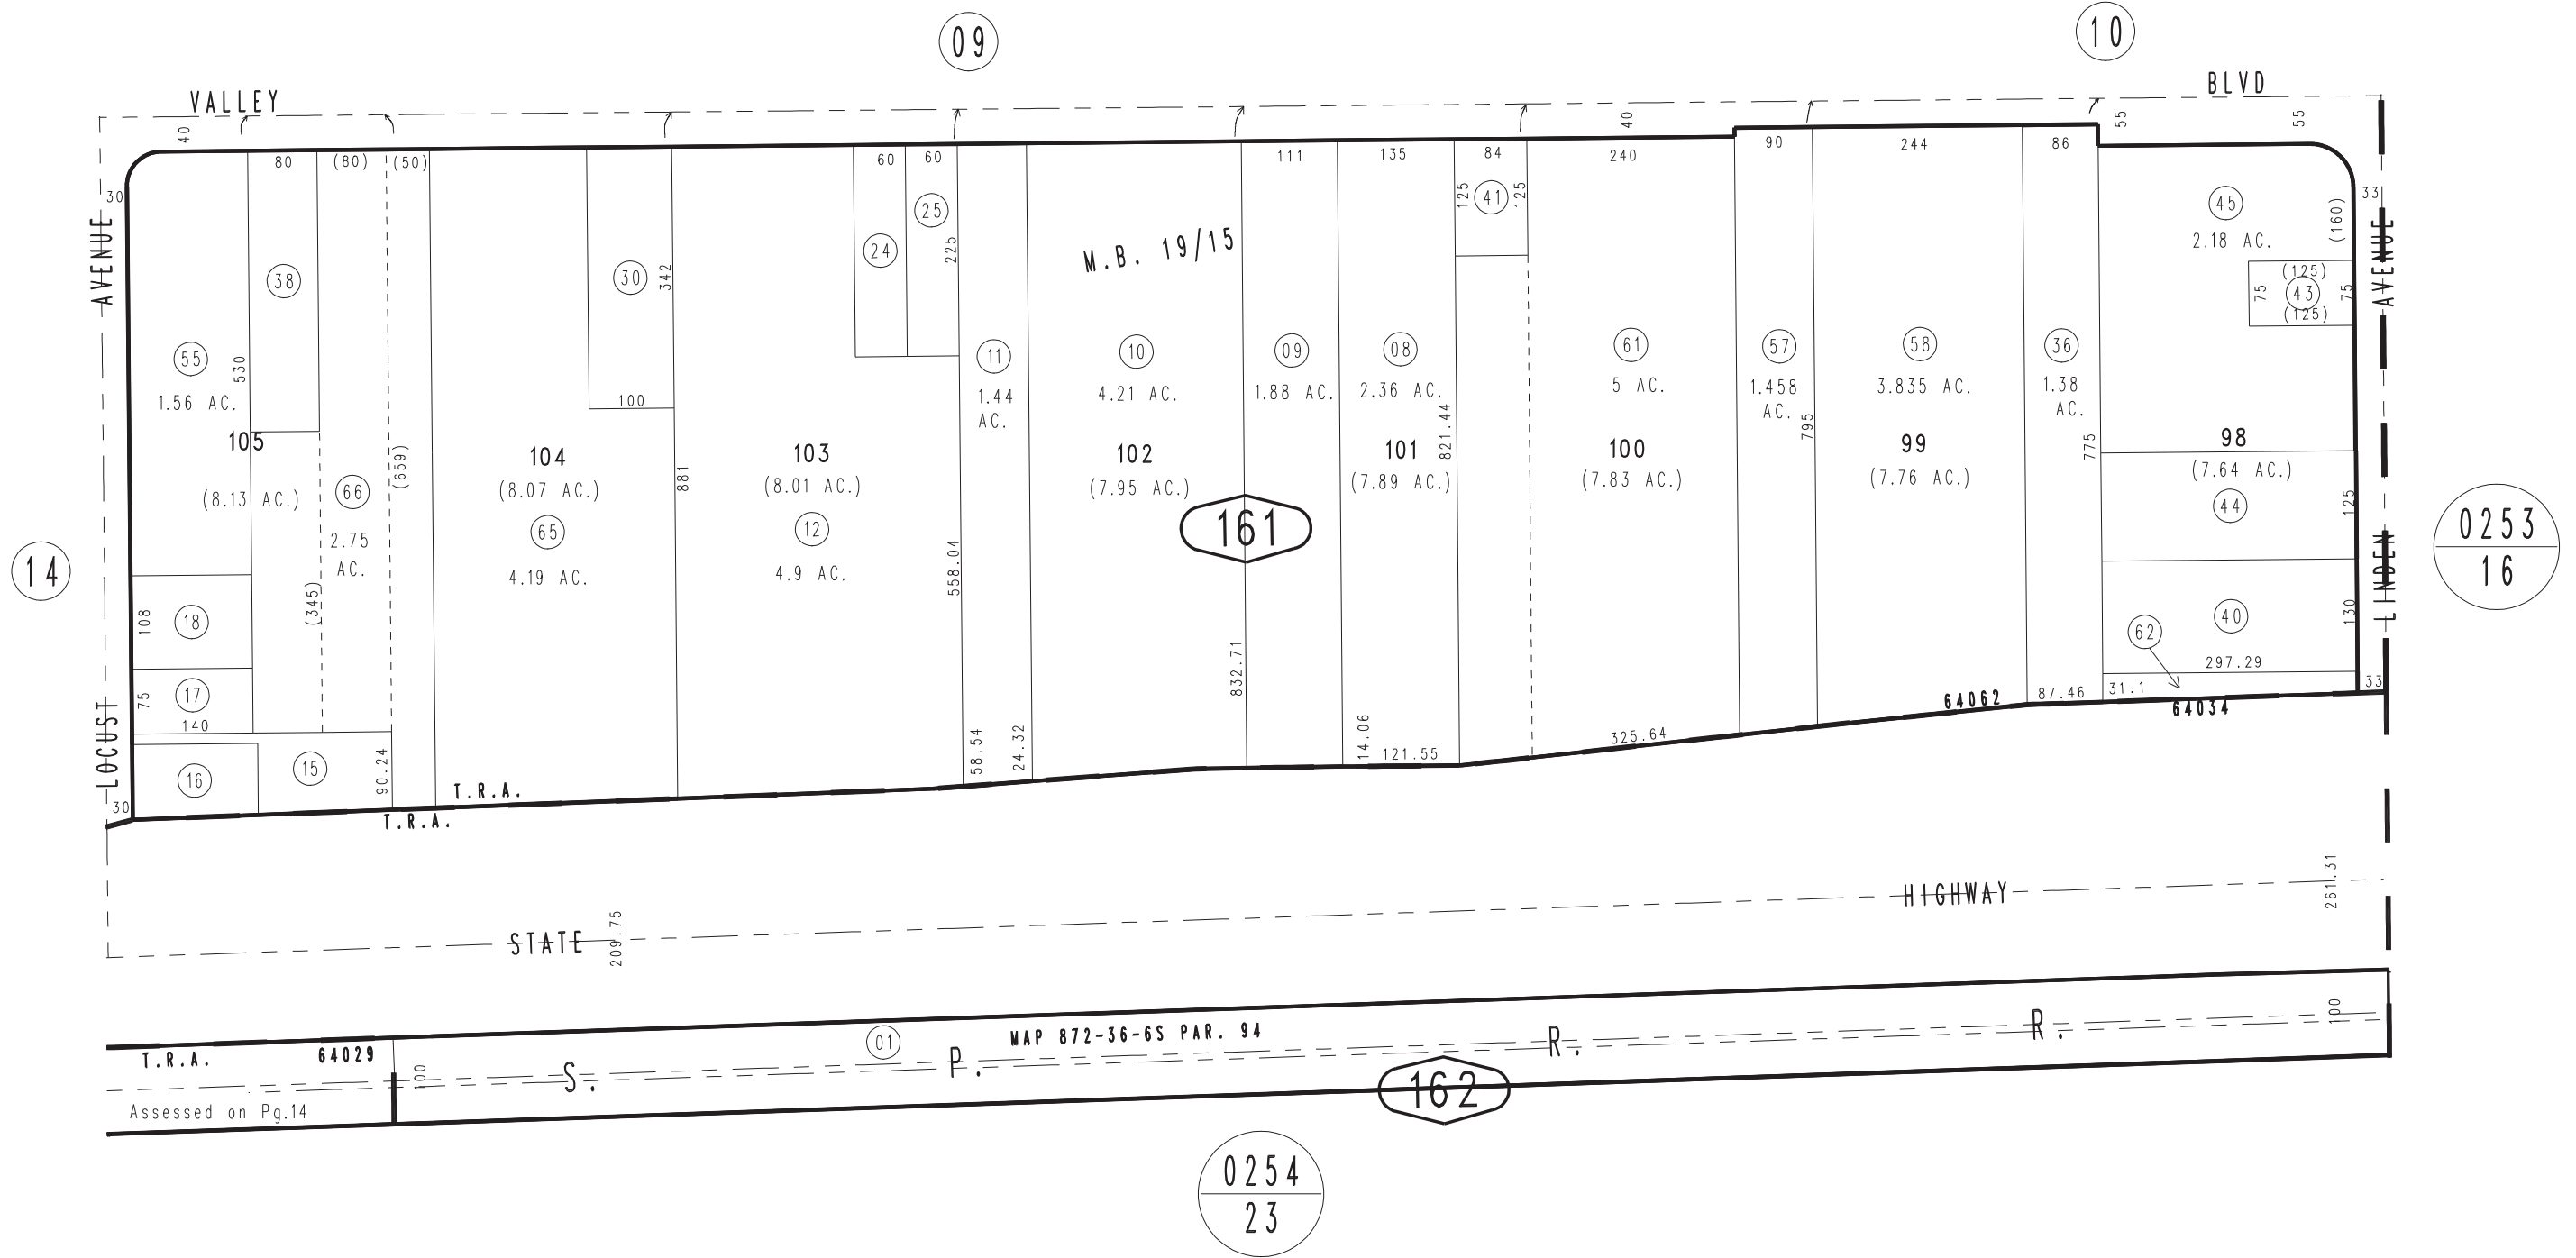 09
10
VALLEY
BLVD
40
40
55
55
80
(80)
(50)
60
60
111
135
84
240
90
244
86
30
33
AVENUE
AVENUE
38
30
342
24
25
225
M.B. 19/15
125
41
125
45
2.18 AC.
(160)
(125)
75
43
75
(125)
55
1.56 AC.
530
100
11
1.44
AC.
10
4.21 AC.
09
1.88 AC.
08
2.36 AC.
821.44
61
5 AC.
57
1.458
AC.
795
58
3.835 AC.
36
1.38
AC.
775
105
(8.13 AC.)
66
2.75
AC.
(659)
(345)
104
(8.07 AC.)
65
4.19 AC.
881
103
(8.01 AC.)
12
4.9 AC.
558.04
102
(7.95 AC.)
161
101
(7.89 AC.)
100
(7.83 AC.)
99
(7.76 AC.)
98
(7.64 AC.)
44
125
14
0253
16
LINDEN
108
18
75
17
140
LOCUST
16
15
90.24
30
58.54
24.32
832.71
14.06
121.55
325.64
64062
87.46
62
31.1
40
130
297.29
33
64034
T.R.A.
T.R.A.
STATE
209.75
HIGHWAY
261.31
T.R.A.
64029
100
01
MAP 872-36-6S PAR. 94
S.
P.
R.
R.
100
Assessed on Pg.14
162
0254
23